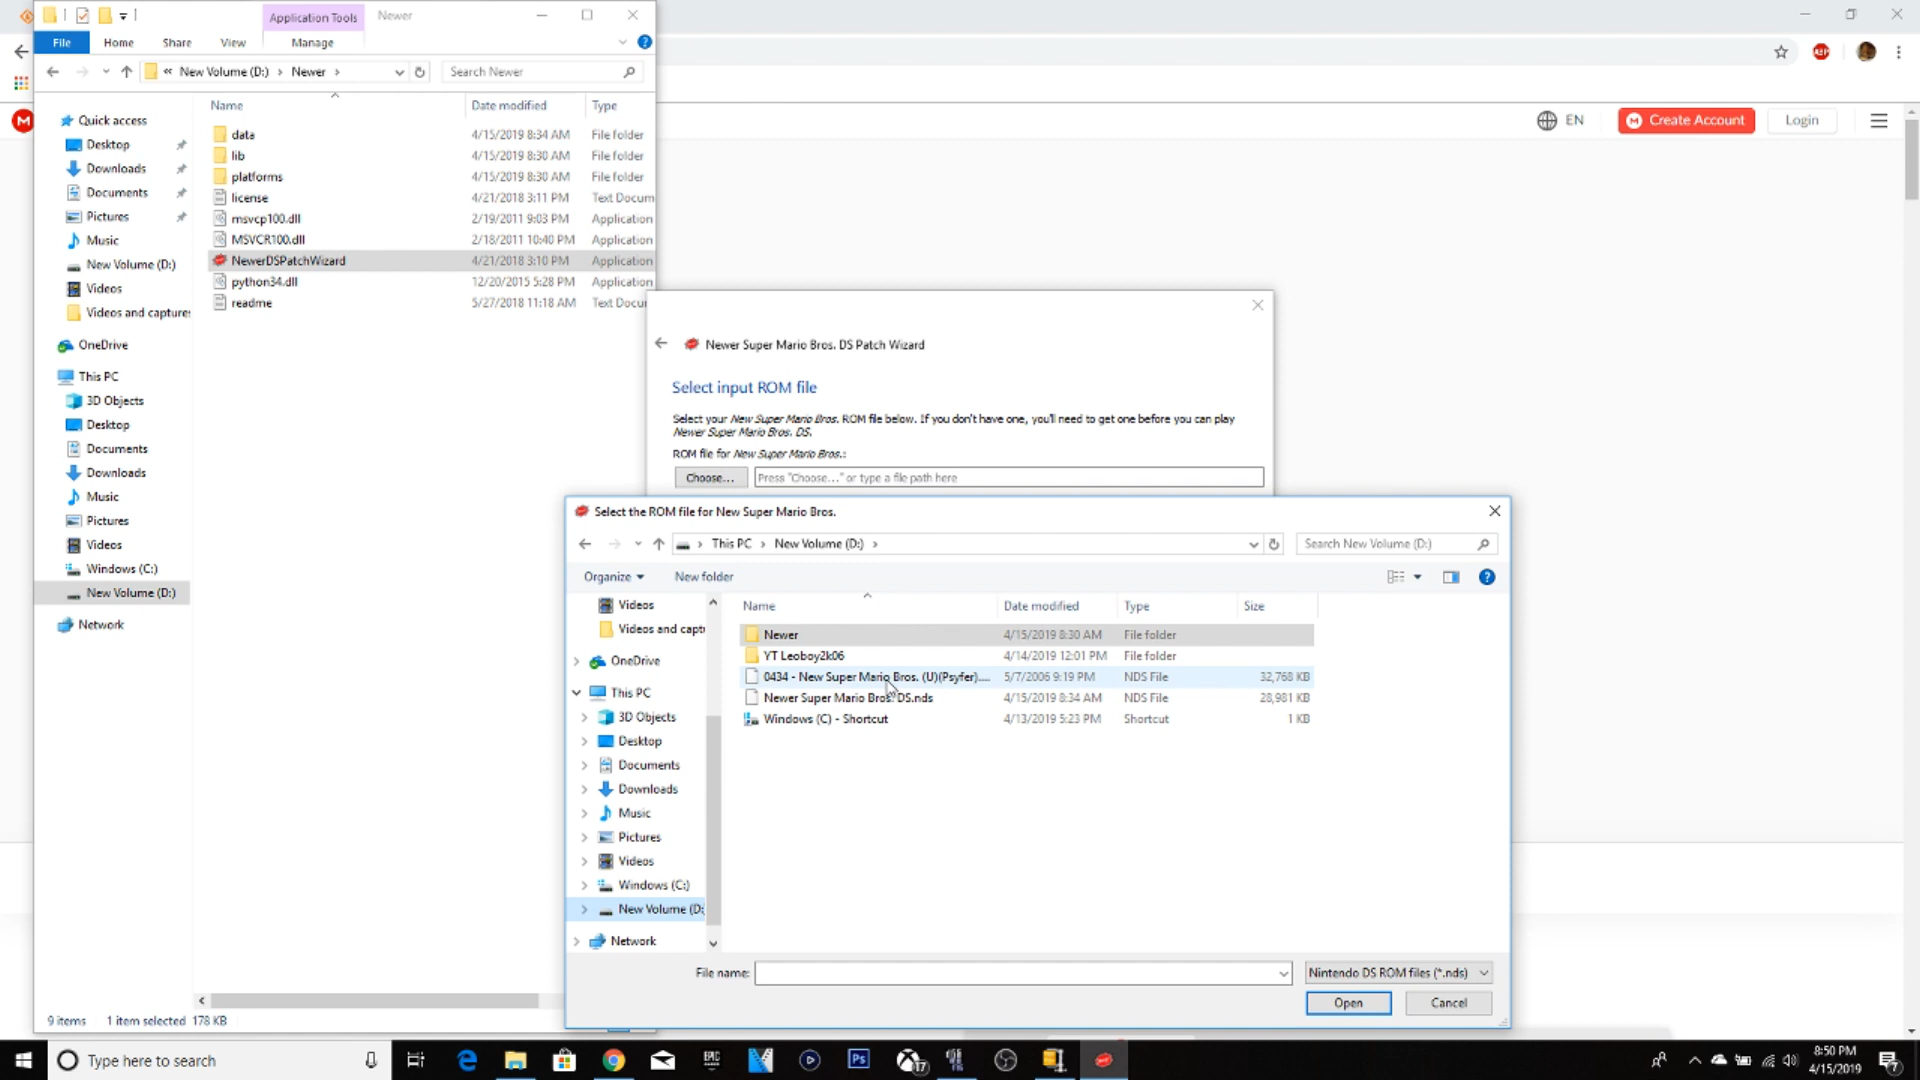 Application Tools
Newer
File
Home
Share
View
Manage
« New Volume (D:) › Newer ›
Search Newer
Name
Date modified
Type
Quick access
Desktop
Downloads
Documents
Pictures
Music
New Volume (D:)
Videos
Videos and captures
OneDrive
This PC
3D Objects
Desktop
Documents
Downloads
Music
Pictures
Videos
Windows (C:)
New Volume (D:)
Network
data 4/15/2019 8:34 AM File folder
lib 4/15/2019 8:30 AM File folder
platforms 4/15/2019 8:30 AM File folder
license 4/21/2018 3:11 PM Text Docum
msvcp100.dll 2/19/2011 9:03 PM Application
MSVCR100.dll 2/18/2011 10:40 PM Application
NewerDSPatchWizard 4/21/2018 3:10 PM Application
python34.dll 12/20/2015 5:28 PM Application
readme 5/27/2018 11:18 AM Text Docu
9 items 1 item selected 178 KB
ABP
M
EN
M Create Account
Login
Newer Super Mario Bros. DS Patch Wizard
Select input ROM file
Select your New Super Mario Bros. ROM file below. If you don't have one, you'll need to get one before you can play
Newer Super Mario Bros. DS.
ROM file for New Super Mario Bros.:
Choose...
Press "Choose..." or type a file path here
Select the ROM file for New Super Mario Bros.
This PC › New Volume (D:) ›
Search New Volume (D:)
Organize
New folder
Videos
Videos and capt
OneDrive
This PC
3D Objects
Desktop
Documents
Downloads
Music
Pictures
Videos
Windows (C:)
New Volume (D:
Network
Name Date modified Type Size
Newer 4/15/2019 8:30 AM File folder
YT Leoboy2k06 4/14/2019 12:01 PM File folder
0434 - New Super Mario Bros. (U)(Psyfer).... 5/7/2006 9:19 PM NDS File 32,768 KB
Newer Super Mario Bros. DS.nds 4/15/2019 8:34 AM NDS File 28,981 KB
Windows (C) - Shortcut 4/13/2019 5:23 PM Shortcut 1 KB
File name:
Nintendo DS ROM files (*.nds)
Open
Cancel
Type here to search
EPIC
Ps
17
8:50 PM
4/15/2019
7